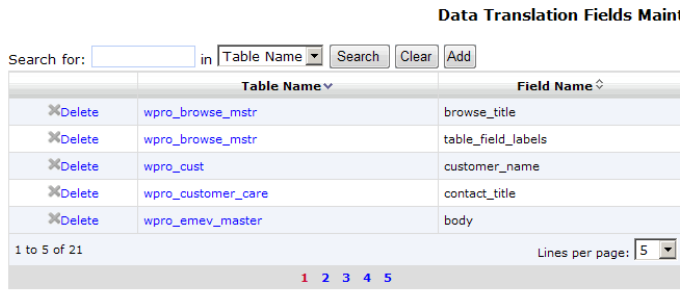 Data Translation Fields Maint
Search for: in Table Name Search Clear Add
Table Name Field Name
Delete wpro_browse_mstr browse_title
Delete wpro_browse_mstr table_field_labels
Delete wpro_cust customer_name
Delete wpro_customer_care contact_title
Delete wpro_emev_master body
1 to 5 of 21 Lines per page: 5
1 2 3 4 5